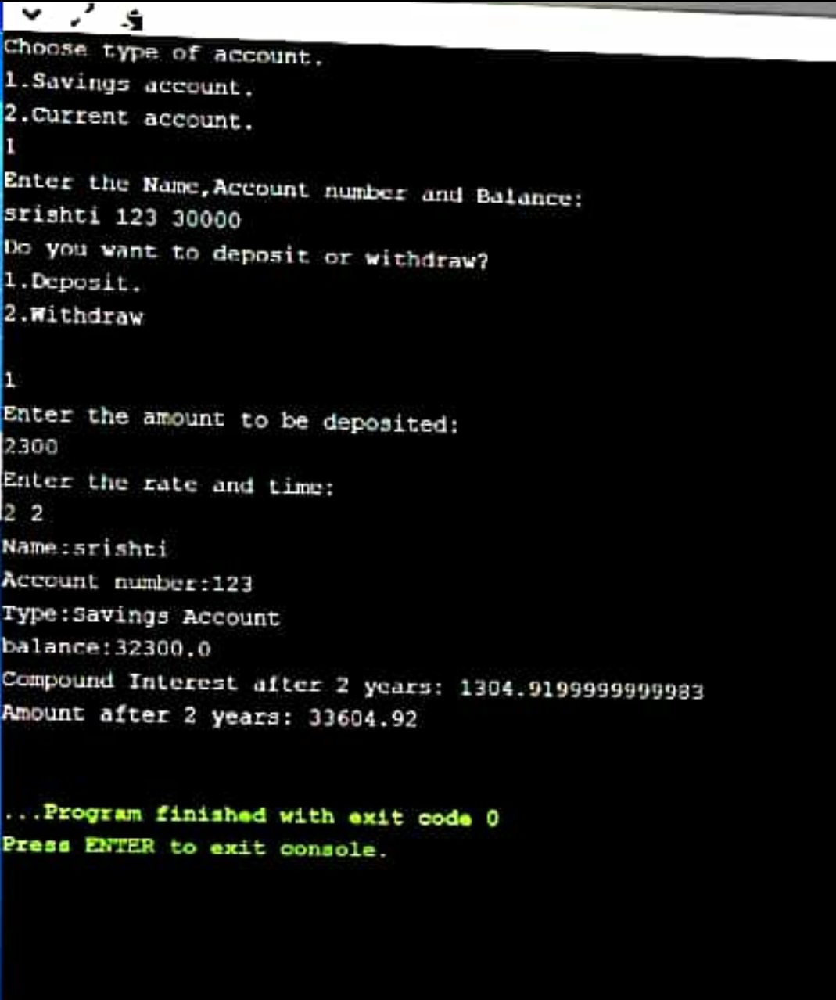 Choose type of account.
1.Savings account.
2.Current account.
1
Enter the Name,Account number and Balance:
srishti 123 30000
Do you want to deposit or withdraw?
1.Deposit.
2.Withdraw
1
Enter the amount to be deposited:
2300
Enter the rate and time:
2 2
Name:srishti
Account number:123
Type:Savings Account
balance:32300.0
Compound Interest after 2 years: 1304.9199999999983
Amount after 2 years: 33604.92
...Program finished with exit code 0
Press ENTER to exit console.